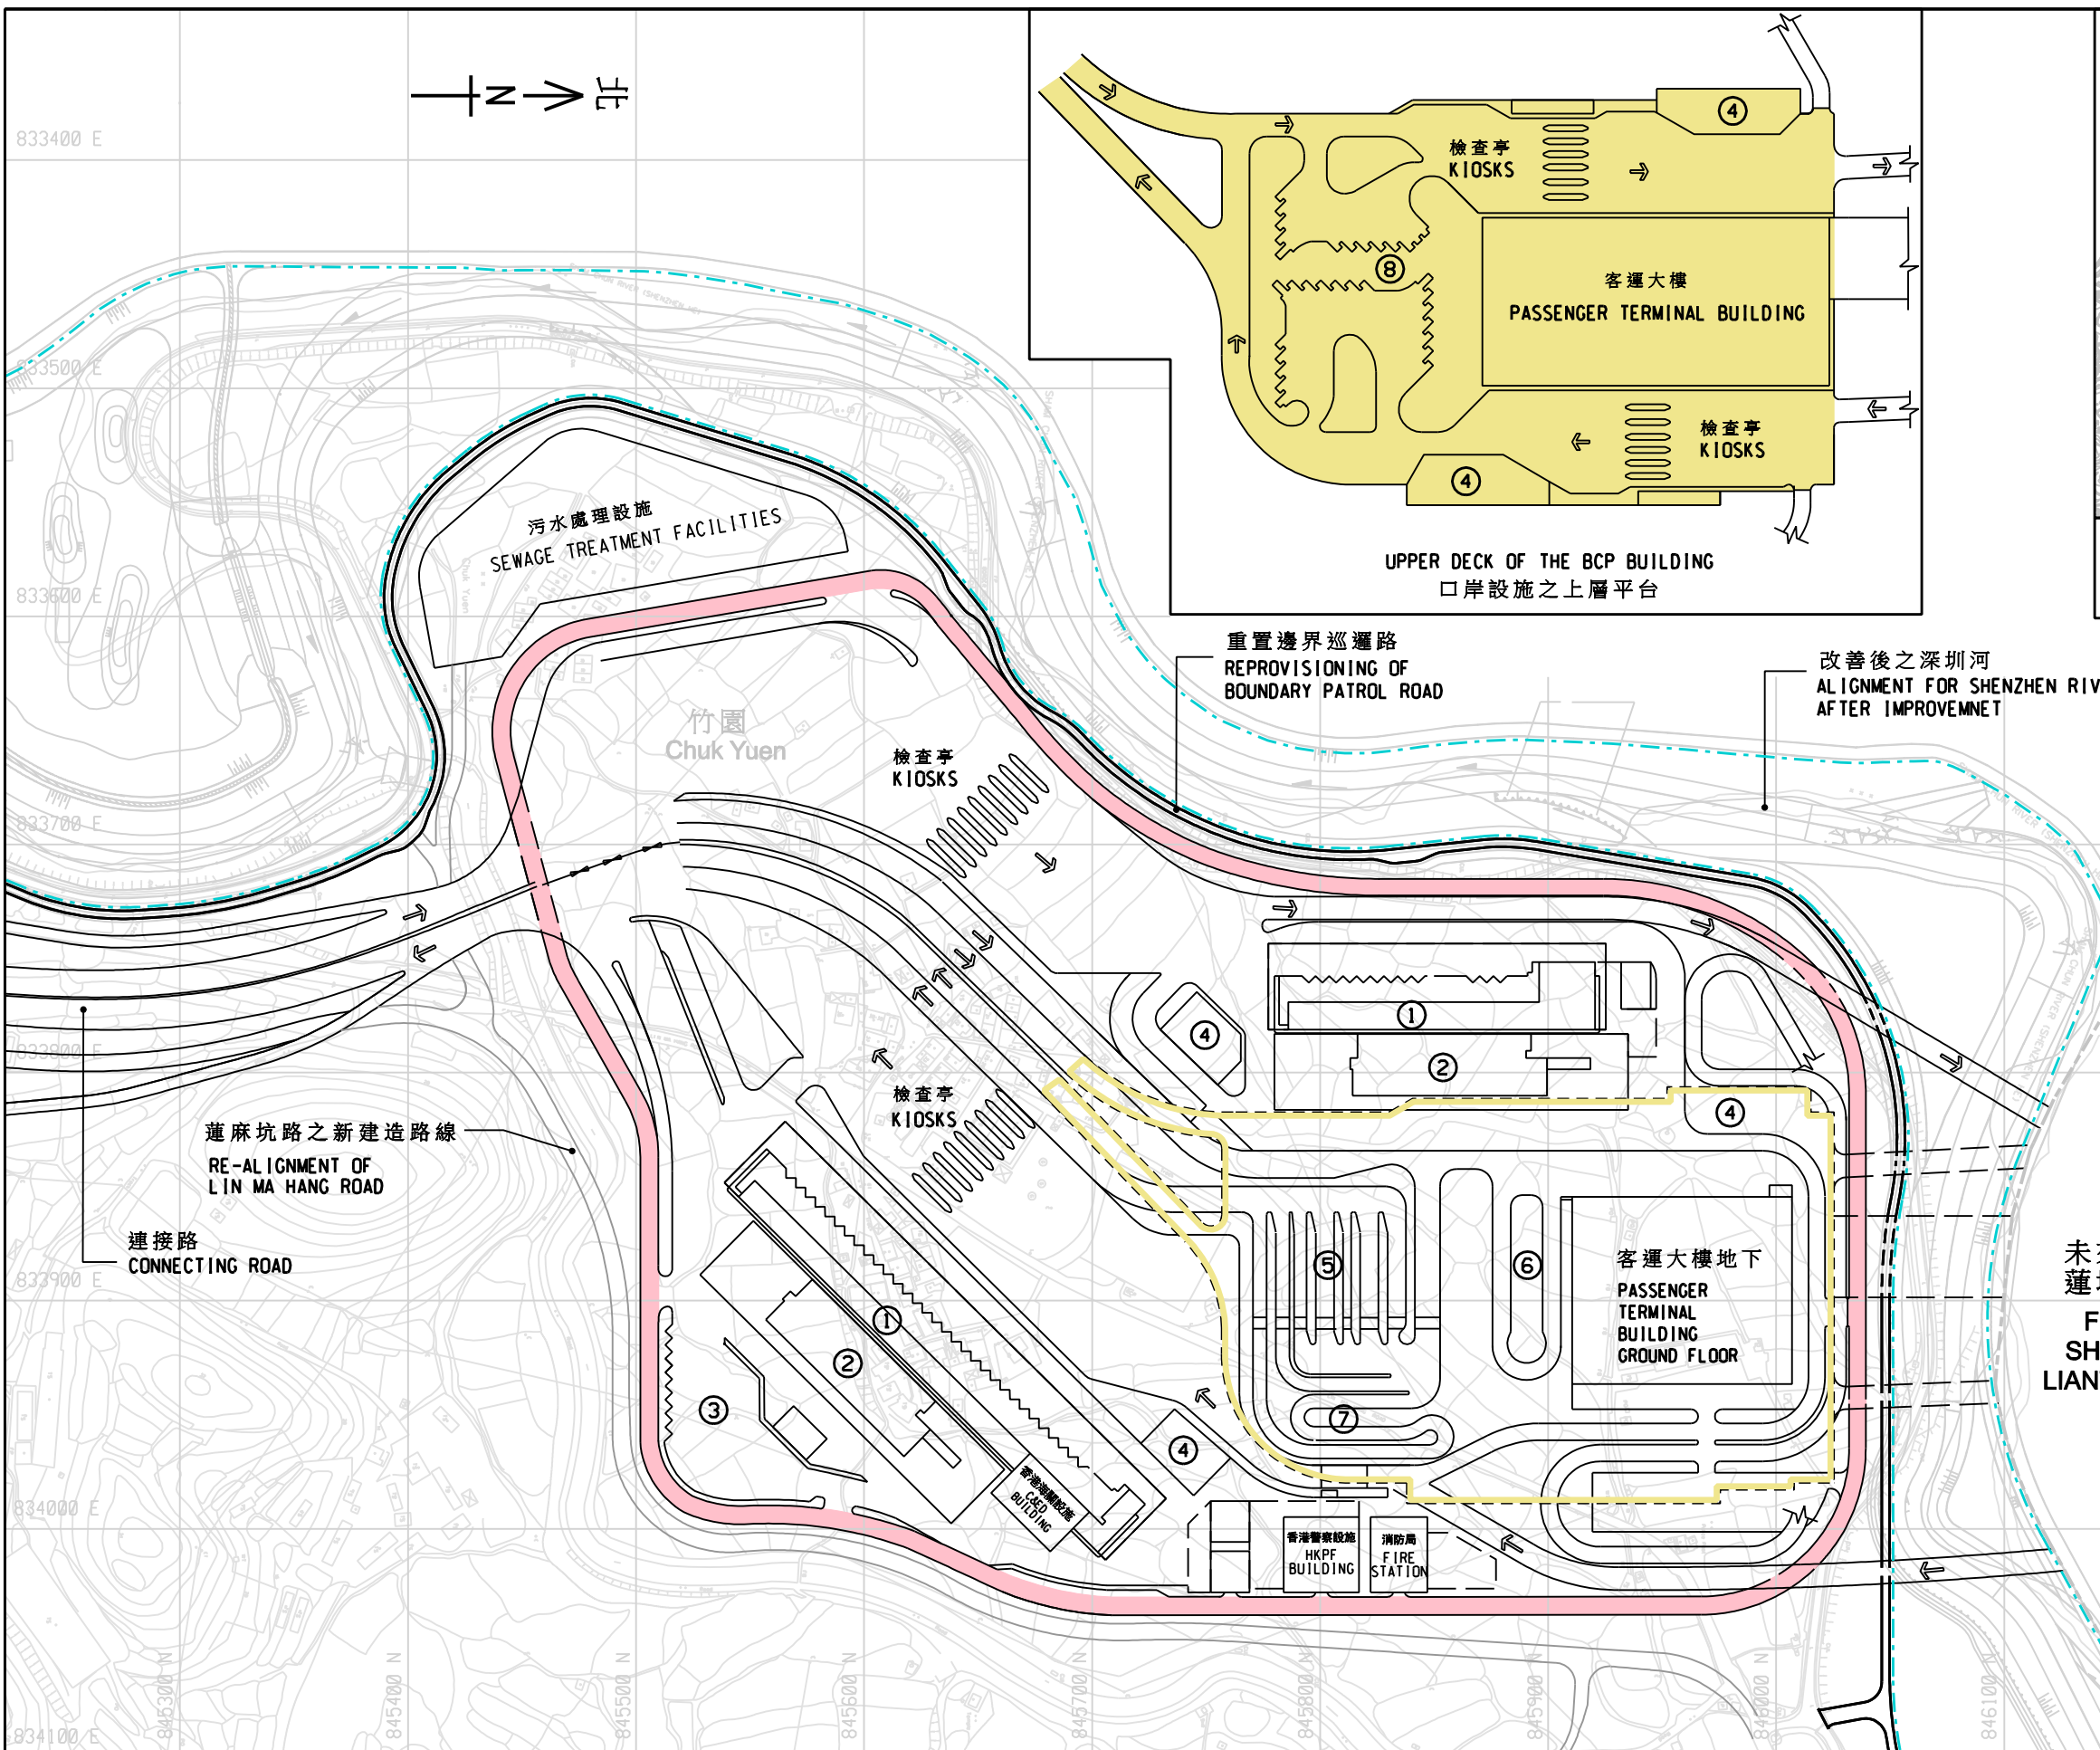 北
N
833400 E
檢查亭
KIOSKS
④
客運大樓
PASSENGER TERMINAL BUILDING
⑧
檢查亭
KIOSKS
④
UPPER DECK OF THE BCP BUILDING
口岸設施之上層平台
833500 E
污水處理設施
SEWAGE TREATMENT FACILITIES
833600 E
Chuk Yuen
重置邊界巡邏路
REPROVISIONING OF
BOUNDARY PATROL ROAD
改善後之深圳河
ALIGNMENT FOR SHENZHEN RIV
AFTER IMPROVEMNET
竹園
Chuk Yuen
檢查亭
KIOSKS
833700 E
①
②
④
833800 E
檢查亭
KIOSKS
④
蓮麻坑路之新建造路線
RE-ALIGNMENT OF
LIN MA HANG ROAD
連接路
CONNECTING ROAD
833900 E
⑤
⑥
客運大樓地下
PASSENGER
TERMINAL
BUILDING
GROUND FLOOR
F
SH
LIAN
①
②
③
⑦
④
834000 E
香港海關設施
C&ED
BUILDING
香港警察設施
HKPF
BUILDING
消防局
FIRE
STATION
834100 E
845300 N
845400 N
845500 N
845600 N
845700 N
845800 N
845900 N
846000 N
846100 N